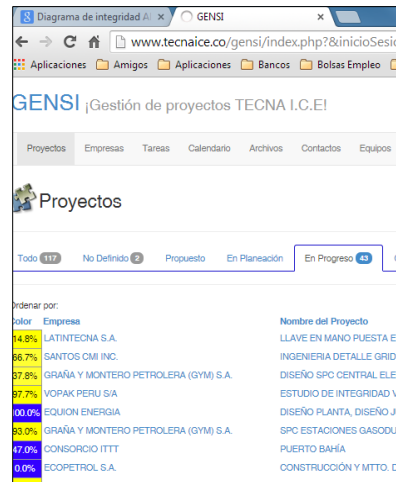 Diagrama de integridad Al
GENSI
www.tecnaice.co/gensi/index.php?&inicioSesi
Aplicaciones Amigos Aplicaciones Bancos Bolsas Empleo
GENSI ¡Gestión de proyectos TECNA I.C.E!
Proyectos Empresas Tareas Calendario Archivos Contactos Equipos
Proyectos
Todo 117 No Definido 2 Propuesto En Planeación En Progreso 43
Ordenar por:
Color Empresa Nombre del Proyecto
14.8% LATINTECNA S.A. LLAVE EN MANO PUESTA E
66.7% SANTOS CMI INC. INGENIERIA DETALLE GRID
37.8% GRAÑA Y MONTERO PETROLERA (GYM) S.A. DISEÑO SPC CENTRAL ELE
97.7% VOPAK PERU S/A ESTUDIO DE INTEGRIDAD V
100.0% EQUION ENERGIA DISEÑO PLANTA, DISEÑO J
93.0% GRAÑA Y MONTERO PETROLERA (GYM) S.A. SPC ESTACIONES GASODU
47.0% CONSORCIO ITTT PUERTO BAHÍA
0.0% ECOPETROL S.A. CONSTRUCCIÓN Y MTTO. D